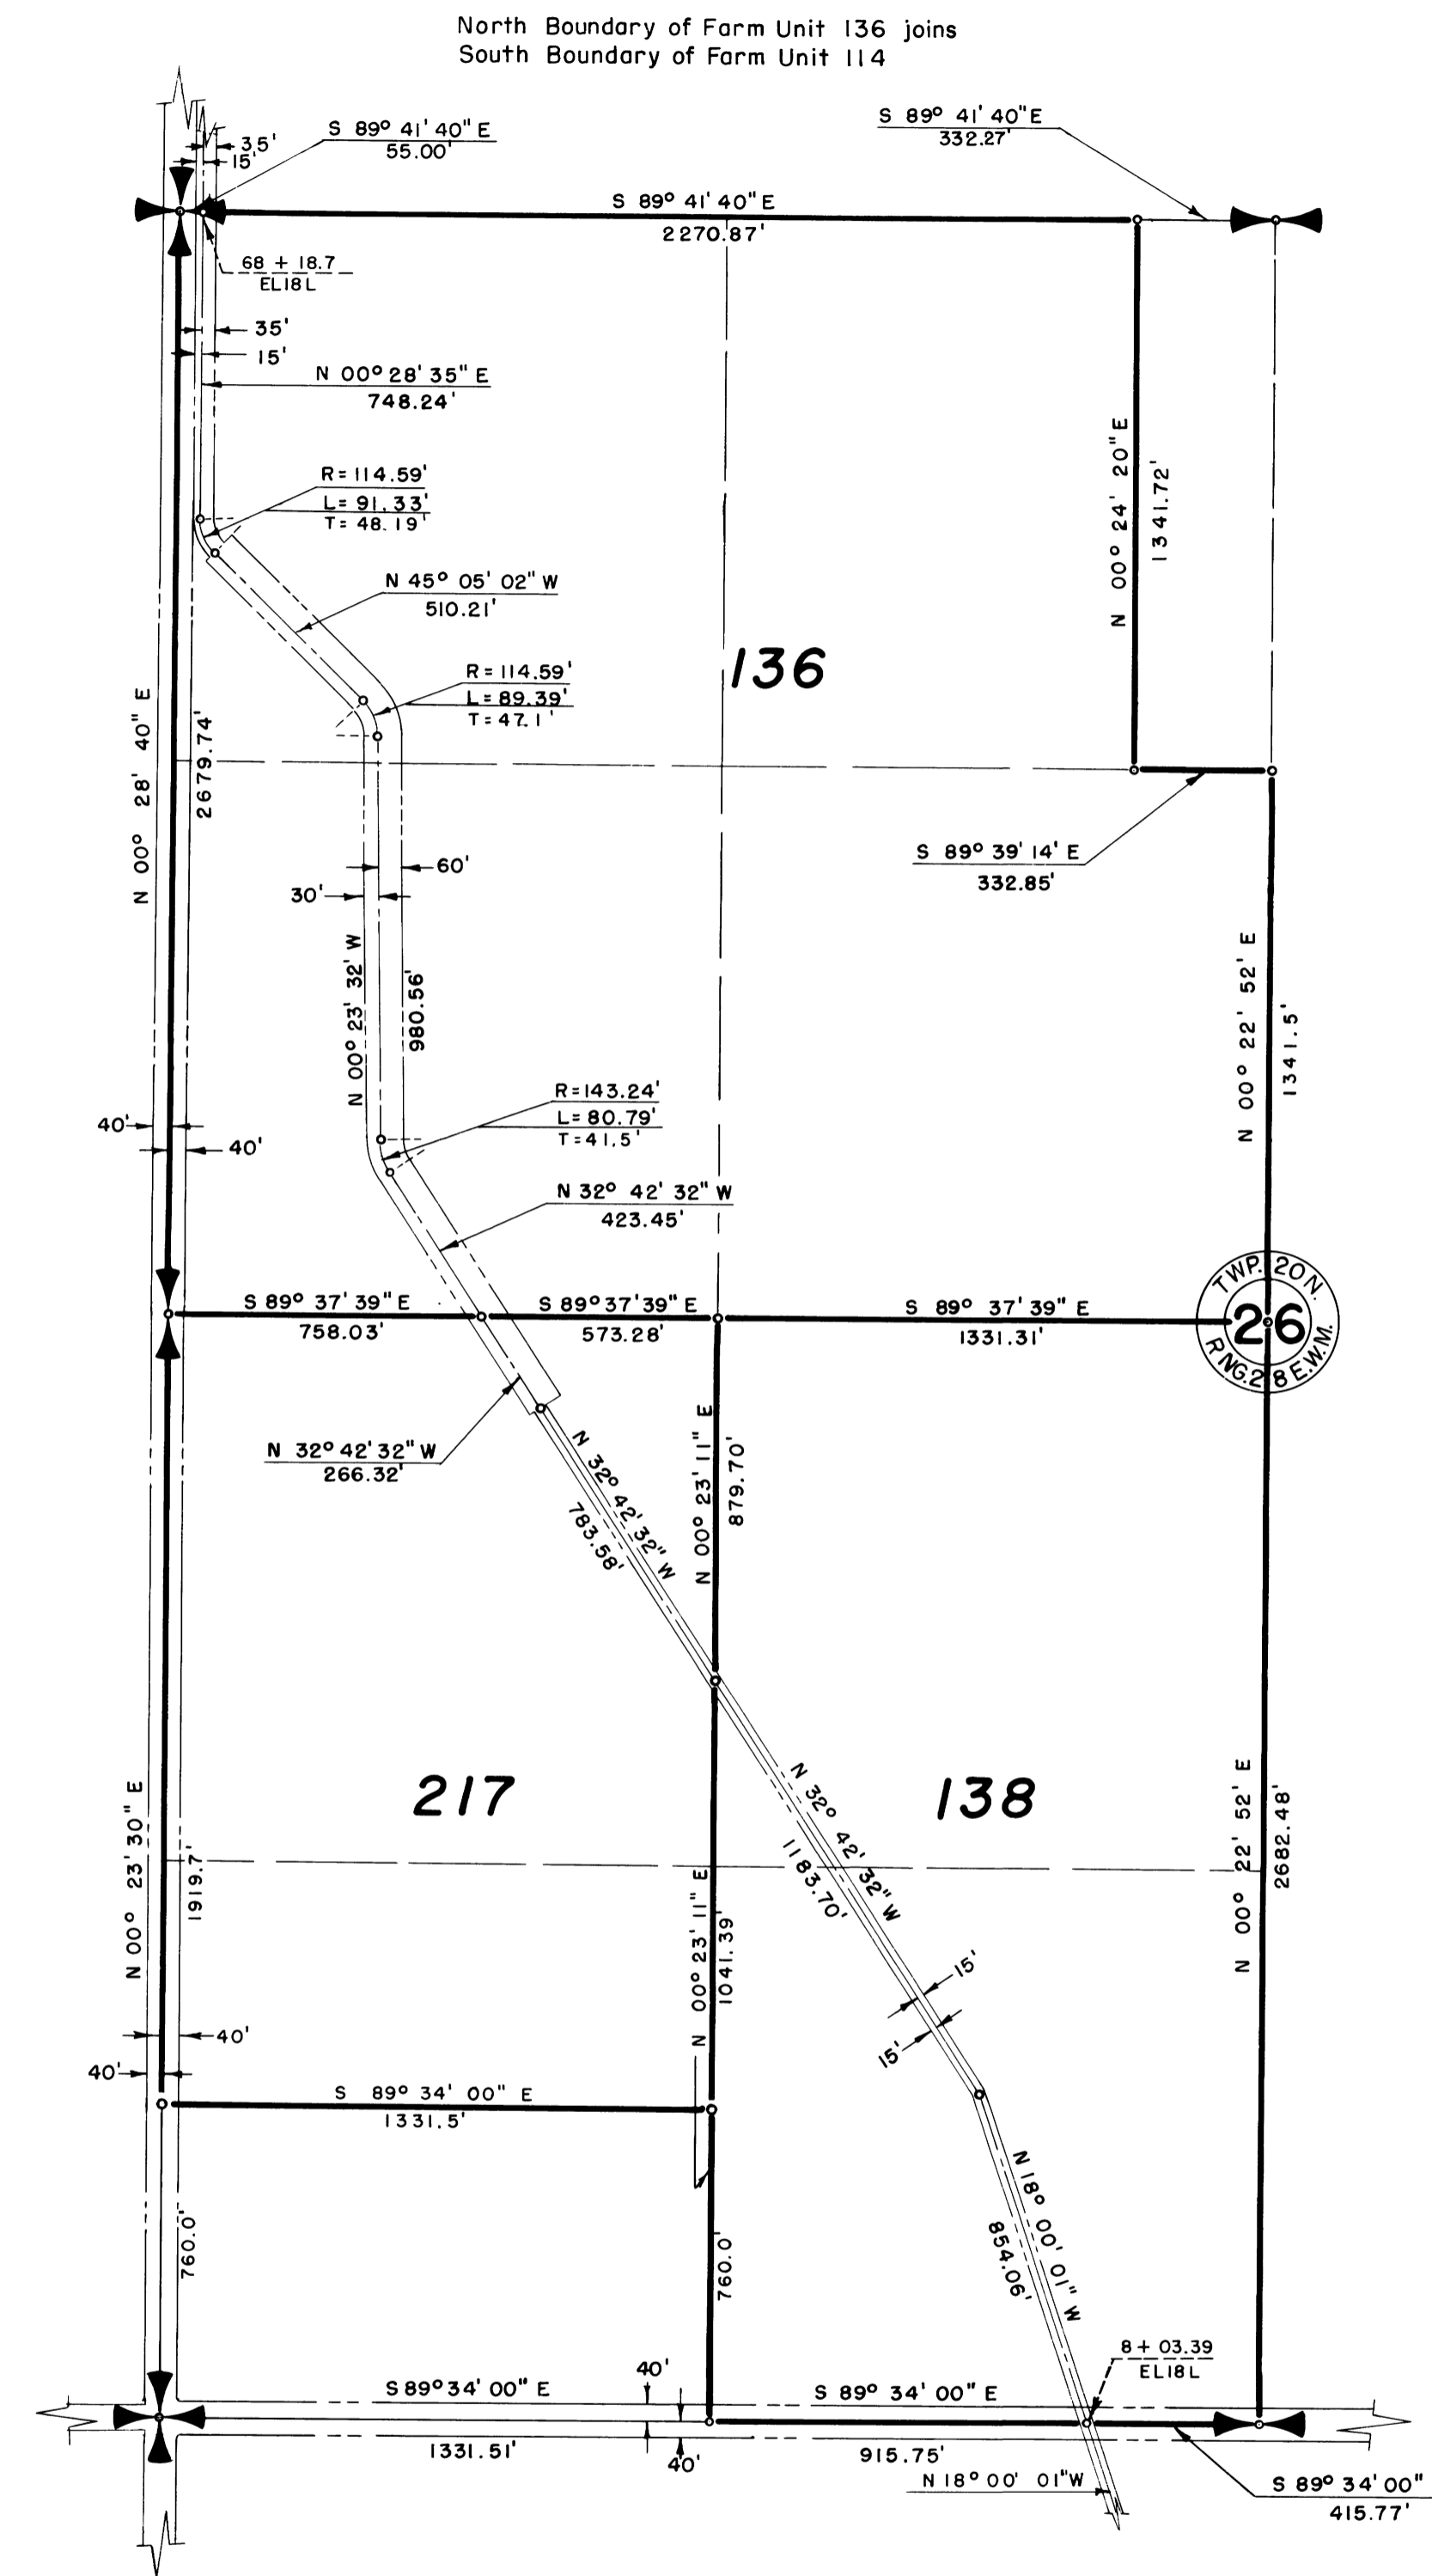 North Boundary of Farm Unit 136 joins
South Boundary of Farm Unit 114
S 89° 41' 40" E
55.00'
S 89° 41' 40" E
332.27'
35'
15'
S 89° 41' 40" E
2270.87'
68 + 18.7
EL18L
35'
15'
N 00° 28' 35" E
748.24'
N 00° 24' 20" E
1341.72'
R = 114.59'
L = 91.33'
T = 48.19'
N 45° 05' 02" W
510.21'
136
R = 114.59'
L = 89.39'
T = 47.1'
N 00° 28' 40" E
2679.74'
S 89° 39' 14' E
332.85'
60'
30'
N 00° 23' 32' W
980.56'
N 00° 22' 52' E
1341.5'
R = 143.24'
L = 80.79'
T = 41.5'
40'
40'
N 32° 42' 32" W
423.45'
TWP. 20 N.
26
RNG. 28 E.W.M.
S 89° 37' 39" E
758.03'
S 89° 37' 39" E
573.28'
S 89° 37' 39" E
1331.31'
N 32° 42' 32" W
266.32'
N 32° 42' 32" W
783.58'
N 00° 23' 11" E
879.70'
217
138
N 32° 42' 32" W
1183.70'
N 00° 23' 30" E
1919.7'
N 00° 23' 11" E
1041.39'
N 00° 22' 52' E
2682.48'
15'
15'
40'
40'
S 89° 34' 00" E
1331.5'
N 18° 00' 01" W
854.06'
760.0'
760.0'
8 + 03.39
EL18L
40'
S 89° 34' 00" E
1331.51'
40'
S 89° 34' 00" E
915.75'
N 18° 00' 01" W
S 89° 34' 00"
415.77'